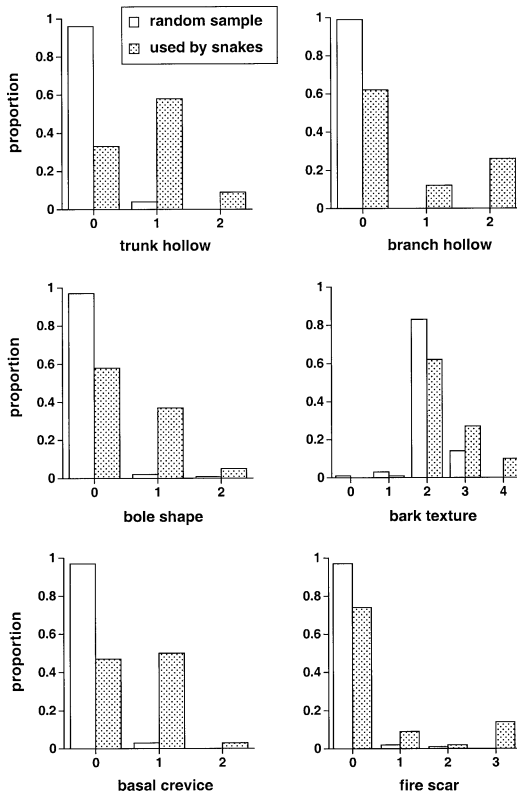 random sample
used by snakes
proportion
1
0.8
0.6
0.4
0.2
0
0 1 2
trunk hollow
1
0.8
0.6
0.4
0.2
0
0 1 2
branch hollow
proportion
1
0.8
0.6
0.4
0.2
0
0 1 2
bole shape
1
0.8
0.6
0.4
0.2
0
0 1 2 3 4
bark texture
proportion
1
0.8
0.6
0.4
0.2
0
0 1 2
basal crevice
1
0.8
0.6
0.4
0.2
0
0 1 2 3
fire scar